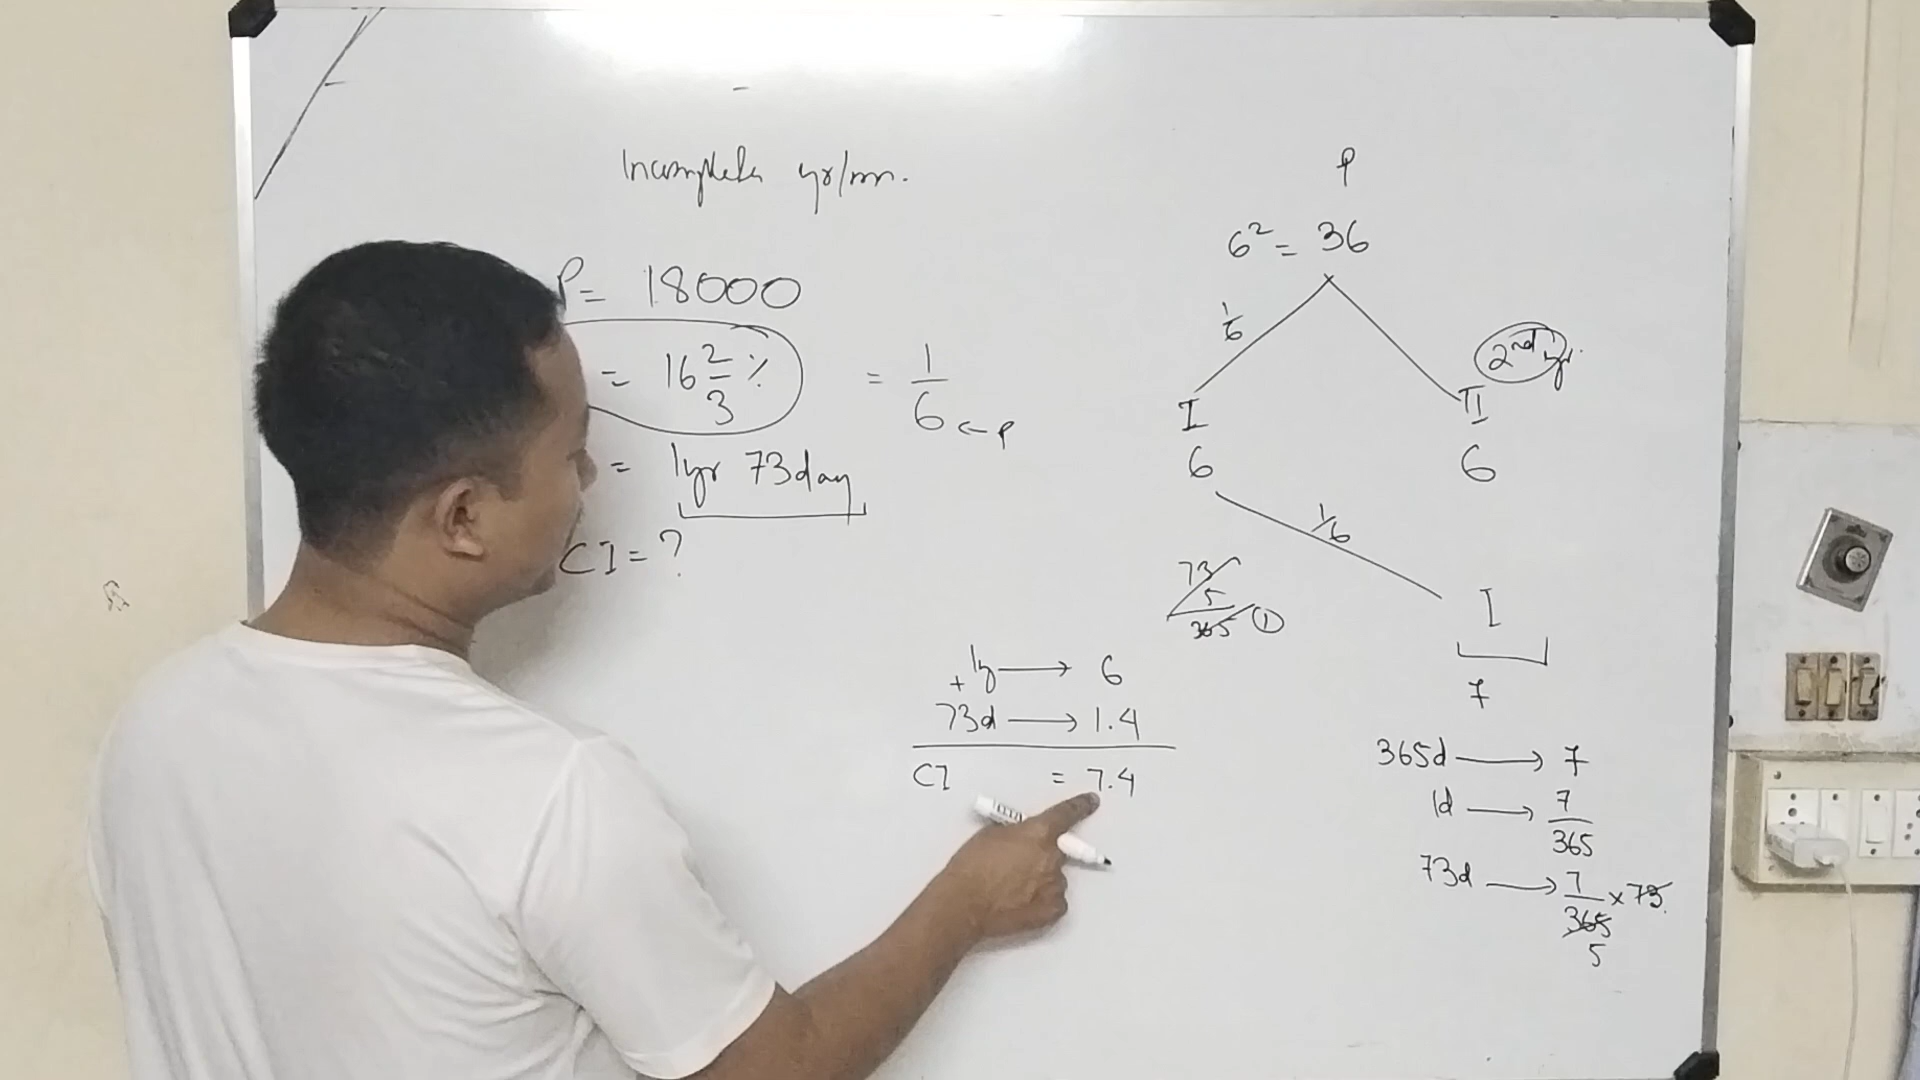 Incomplete yr/mn.
P= 18000
= 16 2/3 % = 1/6 ← P
= 1yr 73day
CI = ?
1y → 6
+ 73d → 1.4
CI = 7.4
P
6² = 36
1/6
2nd yr.
I II
6 6
1/6
73
5
365 1
I
7
365d → 7
1d → 7/365
73d → 7/365 × 73.
5